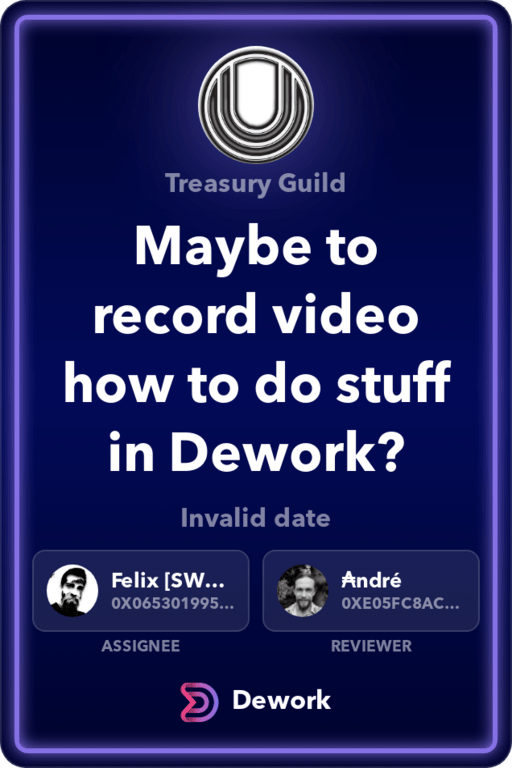 Treasury Guild
Maybe to
record video
how to do stuff
in Dework?
Invalid date
Felix [SW...
0X065301995...
₳ndré
0XE05FC8AC...
ASSIGNEE
REVIEWER
Dework